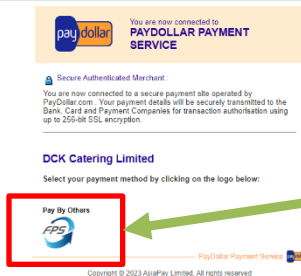 paydollar
You are now connected to
PAYDOLLAR PAYMENT
SERVICE
Secure Authenticated Merchant :
You are now connected to a secure payment site operated by
PayDollar.com . Your payment details will be securely transmitted to the
Bank, Card and Payment Companies for transaction authorisation using
up to 256-bit SSL encryption.
DCK Catering Limited
Select your payment method by clicking on the logo below:
Pay By Others
FPS
PayDollar Payment Service
Copyright © 2023 AsiaPay Limited. All rights reserved